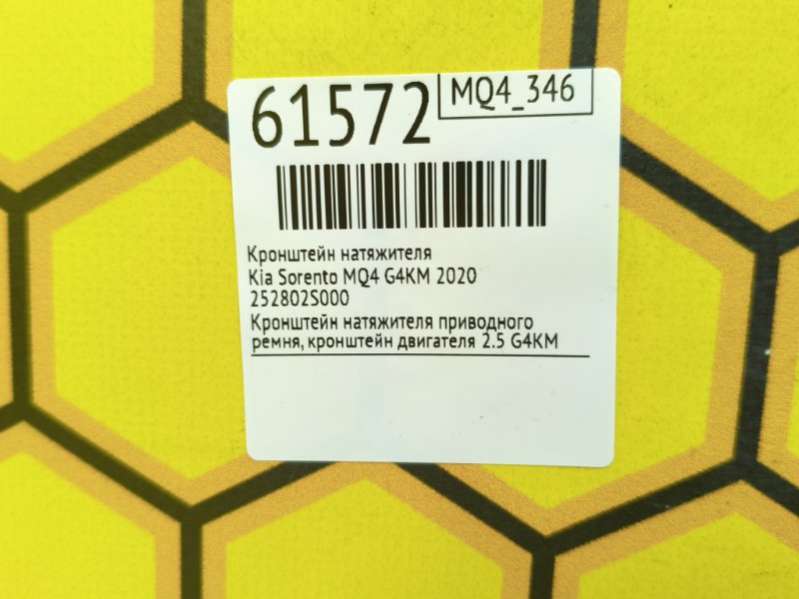 61572
MQ4_346
Кронштейн натяжителя
Kia Sorento MQ4 G4KM 2020
252802S000
Кронштейн натяжителя приводного
ремня, кронштейн двигателя 2.5 G4KM